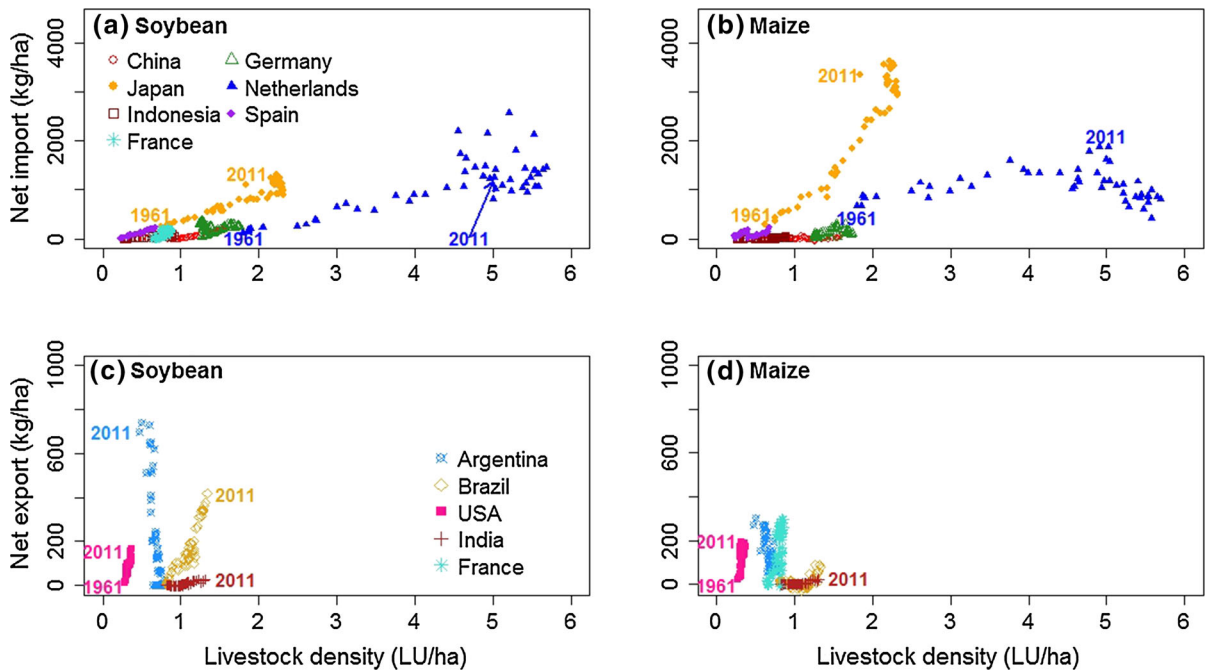 (a) Soybean
China
Germany
Japan
Netherlands
Indonesia
Spain
France
2011
1961
1961
2011
Net import (kg/ha)
0 2000 4000
0 1 2 3 4 5 6
(b) Maize
2011
2011
1961
1961
0 2000 4000
0 1 2 3 4 5 6
(c) Soybean
2011
2011
2011
1961
2011
Argentina
Brazil
USA
India
France
Net export (kg/ha)
0 200 600 1000
0 1 2 3 4 5 6
Livestock density (LU/ha)
(d) Maize
2011
1961
2011
0 200 600 1000
0 1 2 3 4 5 6
Livestock density (LU/ha)